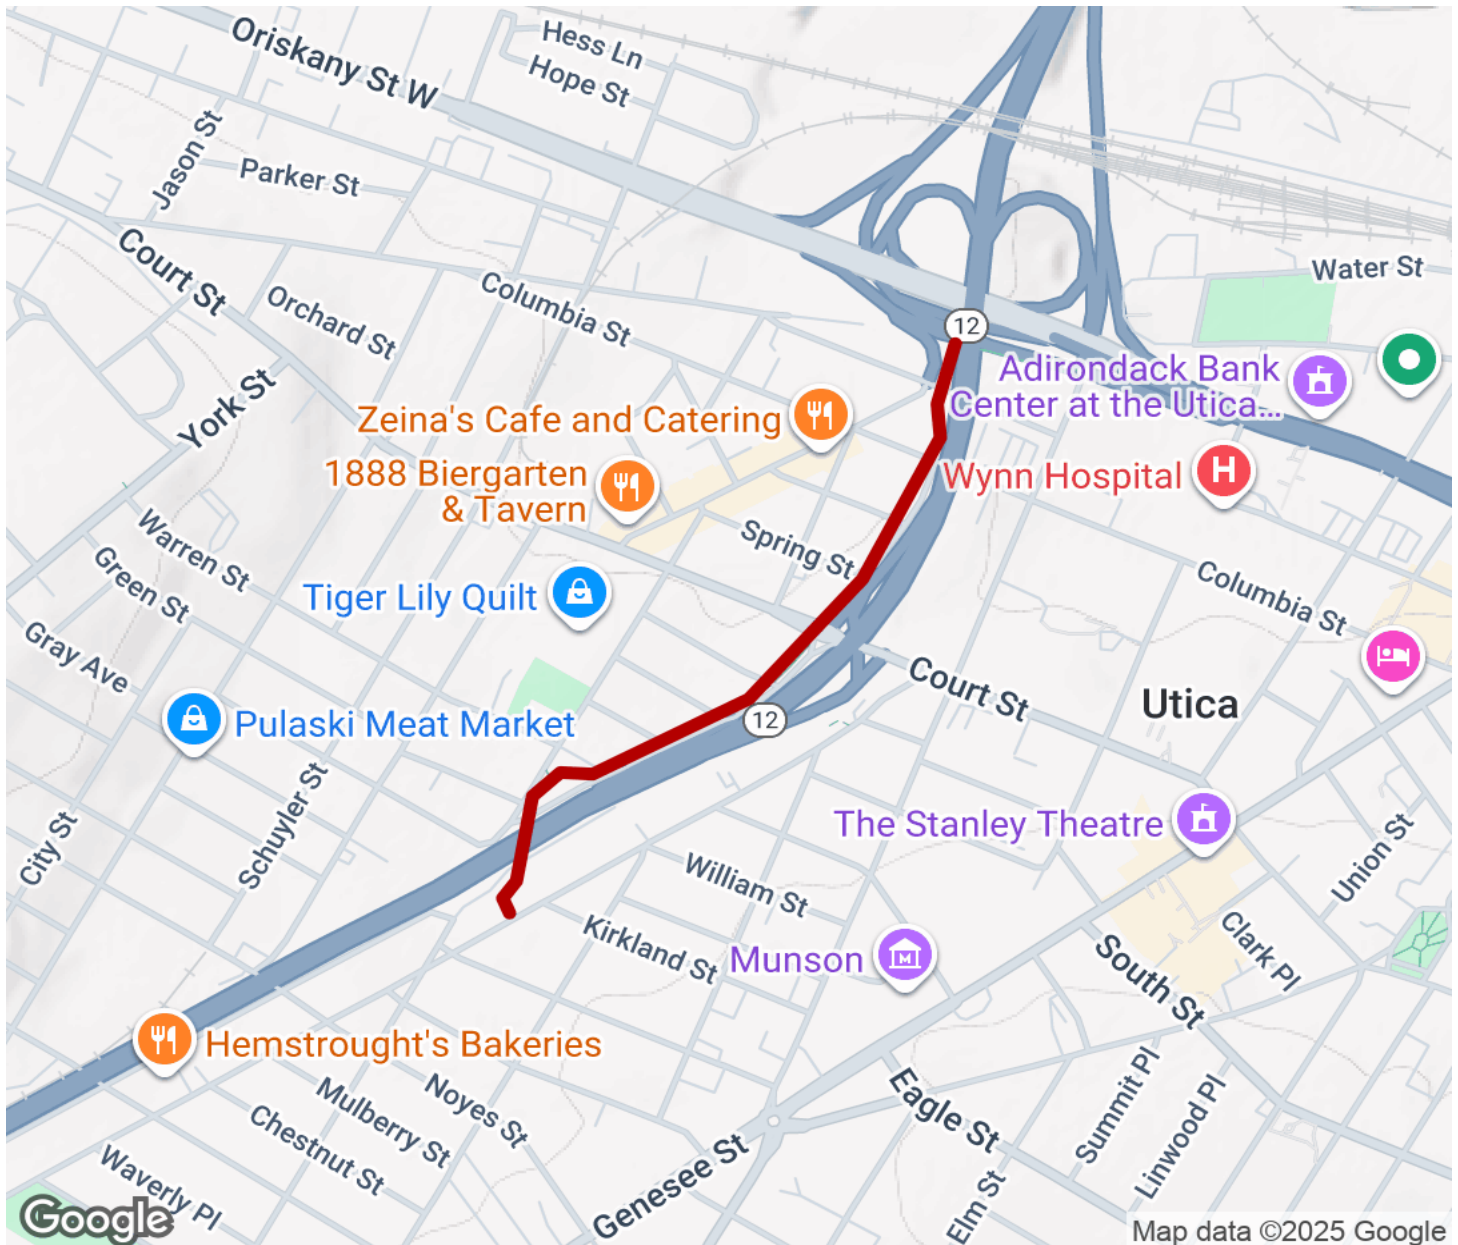 Hess Ln
Oriskany St W
Hope St
Jason St
Parker St
Court St
Water St
Columbia St
Orchard St
12
Adirondack Bank
Center at the Utica...
York St
Zeina's Cafe and Catering
1888 Biergarten
& Tavern
Wynn Hospital
H
Warren St
Spring St
Green St
Tiger Lily Quilt
Columbia St
Gray Ave
Court St
Utica
Pulaski Meat Market
12
Schuyler St
City St
The Stanley Theatre
Union St
William St
Kirkland St
Munson
M
Clark Pl
South St
Hemstrought's Bakeries
Mulberry St
Noyes St
Eagle St
Summit Pl
Linwood Pl
Chestnut St
Waverly Pl
Genesee St
Elm St
Google
Map data ©2025 Google